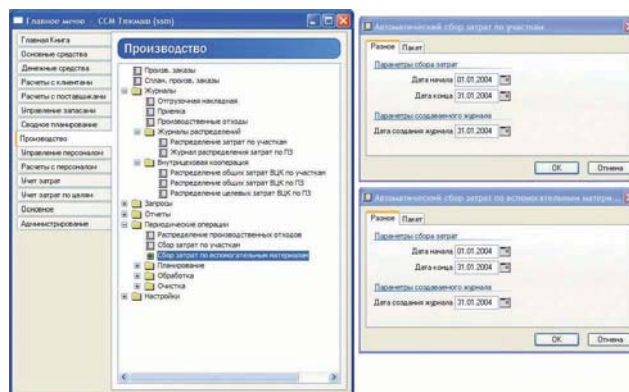 Главное меню - ССМ Тяжмаш (ssm)
Главная Книга
Основные средства
Денежные средства
Расчеты с клиентами
Расчеты с поставщиками
Управление запасами
Сводное планирование
Производство
Управление персоналом
Расчеты с персоналом
Учет затрат
Учет затрат по целям
Основное
Администрирование
Производство
Произв. заказы
Сплан. произв. заказы
Журналы
Отгрузочная накладная
Приемка
Производственные отходы
Журналы распределений
Распределение затрат по участкам
Журнал распределения затрат по ПЗ
Внутрицеховая кооперация
Распределение общих затрат ВЦК по участкам
Распределение общих затрат ВЦК по ПЗ
Распределение целевых затрат ВЦК по ПЗ
Запросы
Отчеты
Периодические операции
Распределение производственных отходов
Сбор затрат по участкам
Сбор затрат по вспомогательным материалам
Планирование
Обработка
Очистка
Настройки
Автоматический сбор затрат по участкам
Разное Пакет
Параметры сбора затрат
Дата начала 01.01.2004
Дата конца 31.01.2004
Параметры создаваемого журнала
Дата создания журнала 31.01.2004
OK Отмена
Автоматический сбор затрат по вспомогательным матери...
Разное Пакет
Параметры сбора затрат
Дата начала 01.01.2004
Дата конца 31.01.2004
Параметры создаваемого журнала
Дата создания журнала 31.01.2004
OK Отмена